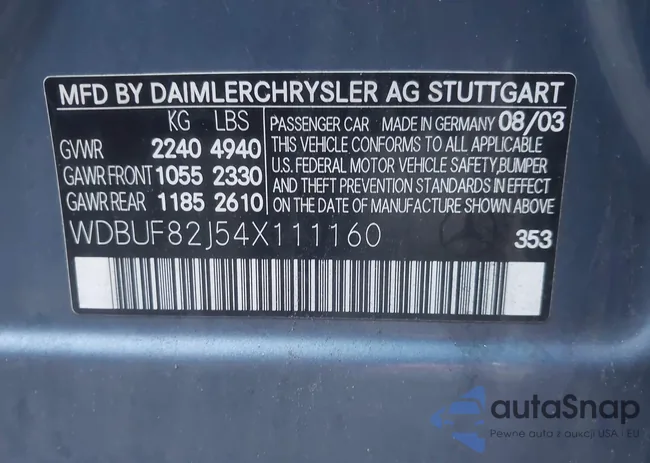 MFD BY DAIMLERCHRYSLER AG STUTTGART
KG LBS
GVWR 2240 4940
GAWR FRONT 1055 2330
GAWR REAR 1185 2610
PASSENGER CAR MADE IN GERMANY 08/03
THIS VEHICLE CONFORMS TO ALL APPLICABLE
U.S. FEDERAL MOTOR VEHICLE SAFETY, BUMPER
AND THEFT PREVENTION STANDARDS IN EFFECT
ON THE DATE OF MANUFACTURE SHOWN ABOVE.
WDBUF82J54X111160 353
autaSnap
Pewne auta z aukcji USA, EU